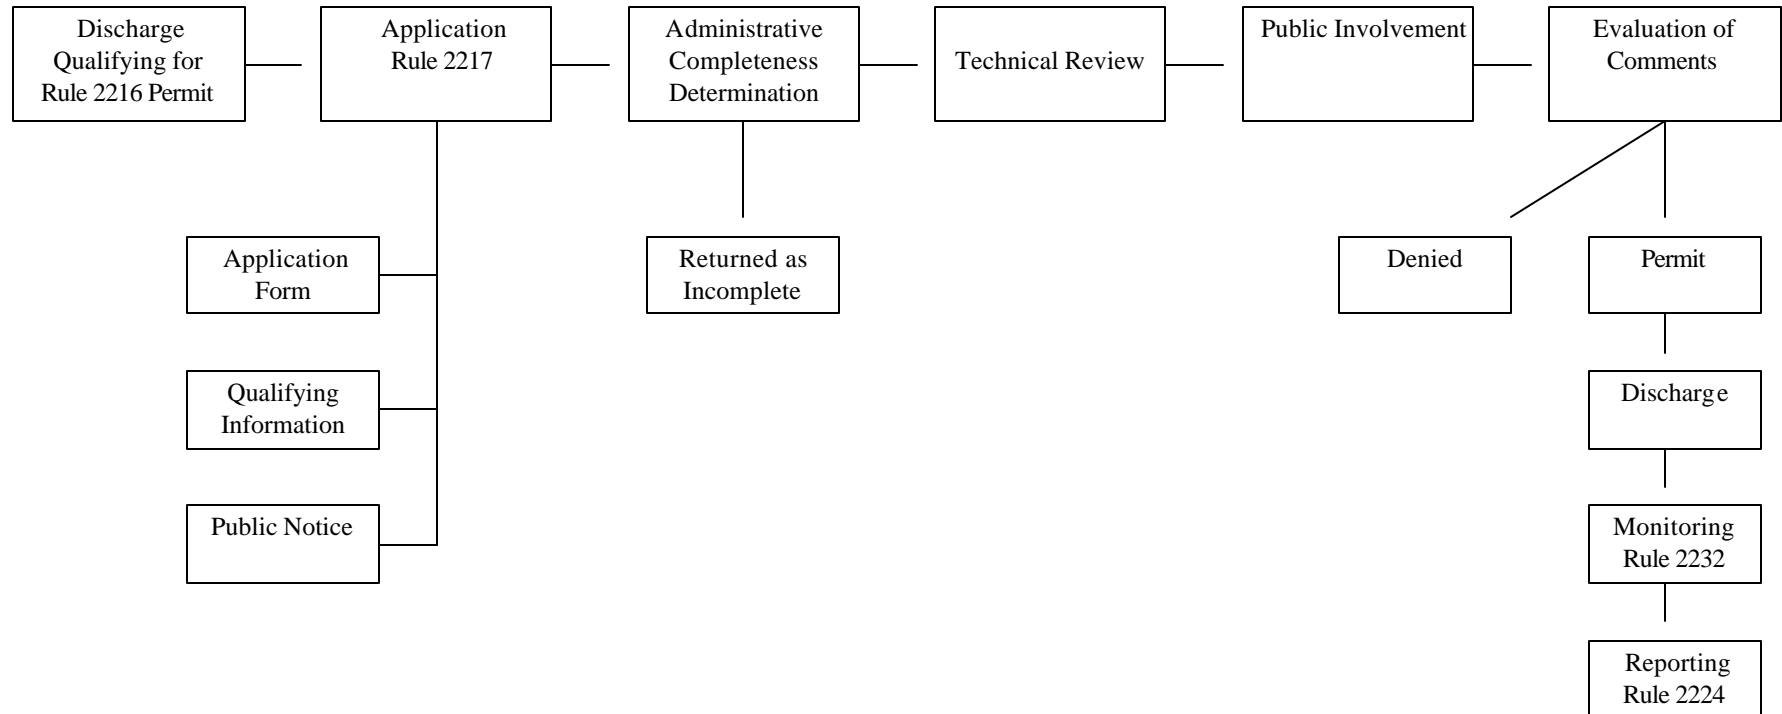 Discharge
Qualifying for
Rule 2216 Permit
Application
Rule 2217
Administrative
Completeness
Determination
Technical Review
Public Involvement
Evaluation of
Comments
Application
Form
Returned as
Incomplete
Denied
Permit
Qualifying
Information
Discharge
Public Notice
Monitoring
Rule 2232
Reporting
Rule 2224